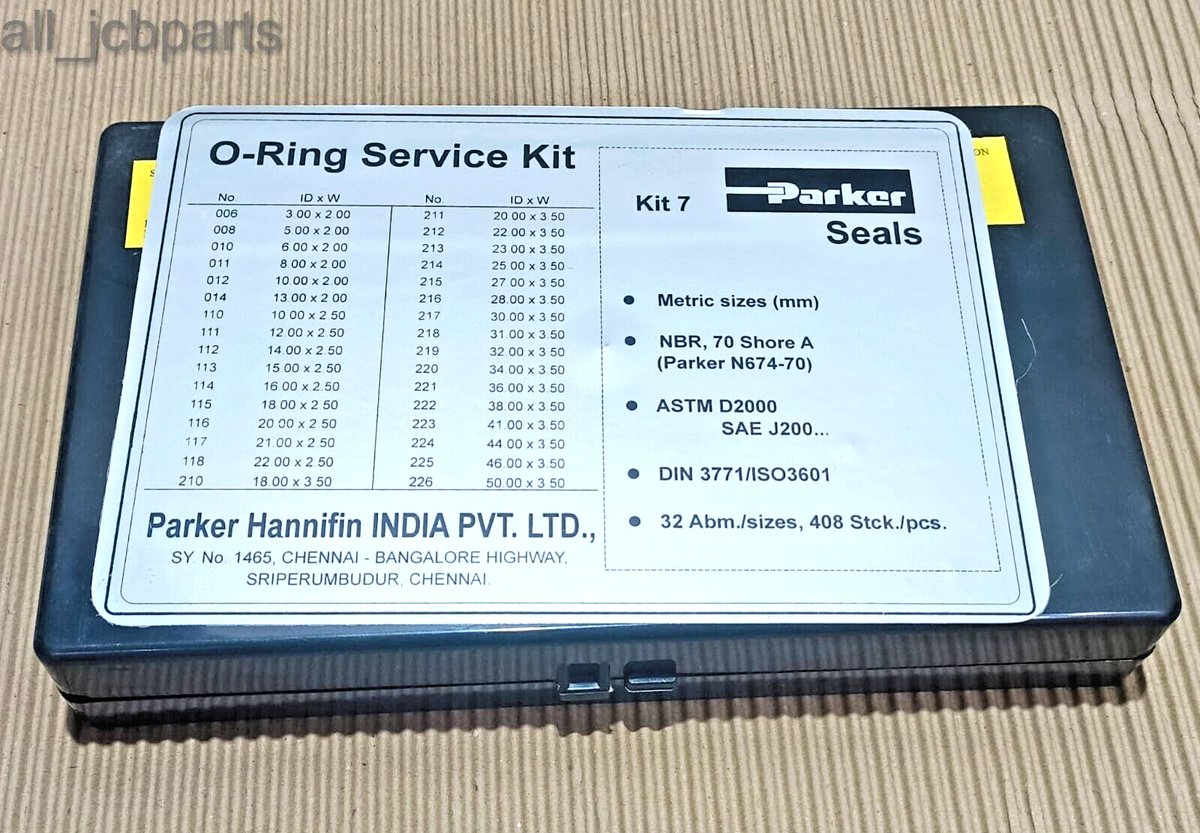 all_jcbparts
O-Ring Service Kit
No. ID x W No. ID x W
006 3.00 x 2.00 211 20.00 x 3.50
008 5.00 x 2.00 212 22.00 x 3.50
010 6.00 x 2.00 213 23.00 x 3.50
011 8.00 x 2.00 214 25.00 x 3.50
012 10.00 x 2.00 215 27.00 x 3.50
014 13.00 x 2.00 216 28.00 x 3.50
110 10.00 x 2.50 217 30.00 x 3.50
111 12.00 x 2.50 218 31.00 x 3.50
112 14.00 x 2.50 219 32.00 x 3.50
113 15.00 x 2.50 220 34.00 x 3.50
114 16.00 x 2.50 221 36.00 x 3.50
115 18.00 x 2.50 222 38.00 x 3.50
116 20.00 x 2.50 223 41.00 x 3.50
117 21.00 x 2.50 224 44.00 x 3.50
118 22.00 x 2.50 225 46.00 x 3.50
210 18.00 x 3.50 226 50.00 x 3.50
Parker Hannifin INDIA PVT. LTD.,
SY. No. 1465, CHENNAI - BANGALORE HIGHWAY,
SRIPERUMBUDUR, CHENNAI.
Kit 7 Parker
Seals
• Metric sizes (mm)
• NBR, 70 Shore A
(Parker N674-70)
• ASTM D2000
SAE J200...
• DIN 3771/ISO3601
• 32 Abm./sizes, 408 Stck./pcs.